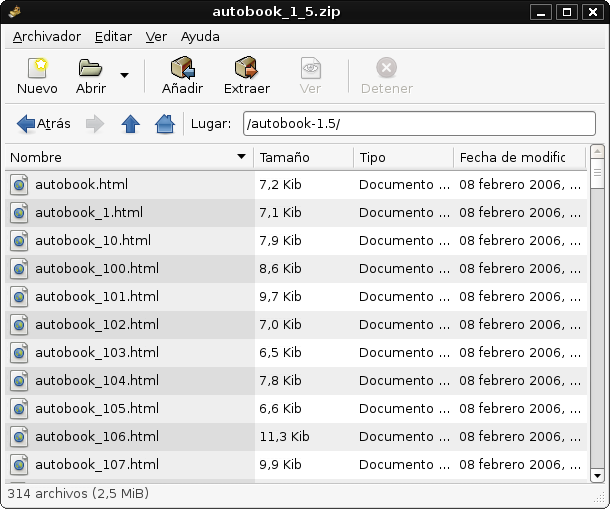 autobook_1_5.zip
Archivador Editar Ver Ayuda
Nuevo Abrir Añadir Extraer Ver Detener
Atrás Lugar: /autobook-1.5/
Nombre Tamaño Tipo Fecha de modific
autobook.html 7,2 Kib Documento ... 08 febrero 2006, ...
autobook_1.html 7,1 Kib Documento ... 08 febrero 2006, ...
autobook_10.html 7,9 Kib Documento ... 08 febrero 2006, ...
autobook_100.html 8,6 Kib Documento ... 08 febrero 2006, ...
autobook_101.html 9,7 Kib Documento ... 08 febrero 2006, ...
autobook_102.html 7,0 Kib Documento ... 08 febrero 2006, ...
autobook_103.html 6,5 Kib Documento ... 08 febrero 2006, ...
autobook_104.html 7,8 Kib Documento ... 08 febrero 2006, ...
autobook_105.html 6,6 Kib Documento ... 08 febrero 2006, ...
autobook_106.html 11,3 Kib Documento ... 08 febrero 2006, ...
autobook_107.html 9,9 Kib Documento ... 08 febrero 2006, ...
314 archivos (2,5 MiB)